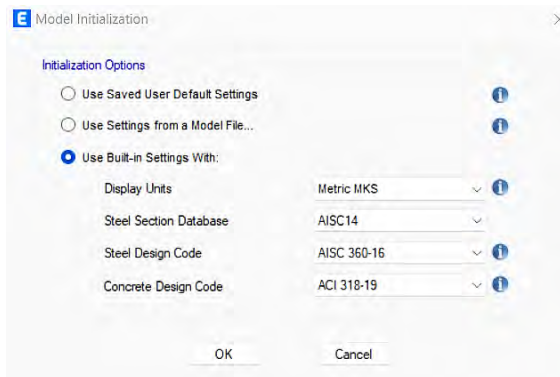 E Model Initialization
Initialization Options
Use Saved User Default Settings
Use Settings from a Model File...
Use Built-in Settings With:
Display Units Metric MKS
Steel Section Database AISC14
Steel Design Code AISC 360-16
Concrete Design Code ACI 318-19
OK Cancel